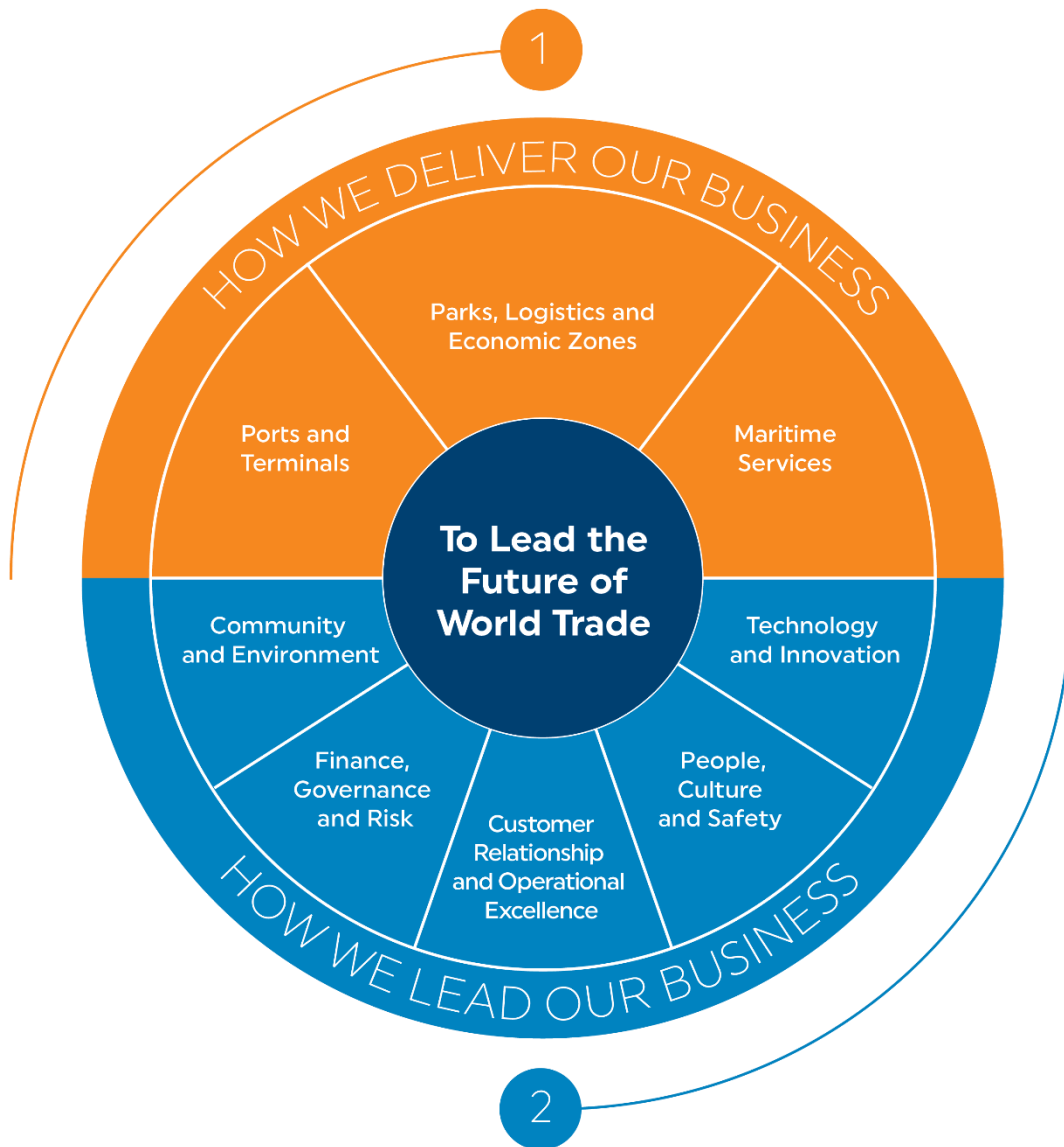 1
HOW WE DELIVER OUR BUSINESS
Parks, Logistics and
Economic Zones
Ports and
Terminals
Maritime
Services
To Lead the
Future of
World Trade
Community
and Environment
Technology
and Innovation
Finance,
Governance
and Risk
People,
Culture
and Safety
Customer
Relationship
and Operational
Excellence
HOW WE LEAD OUR BUSINESS
2